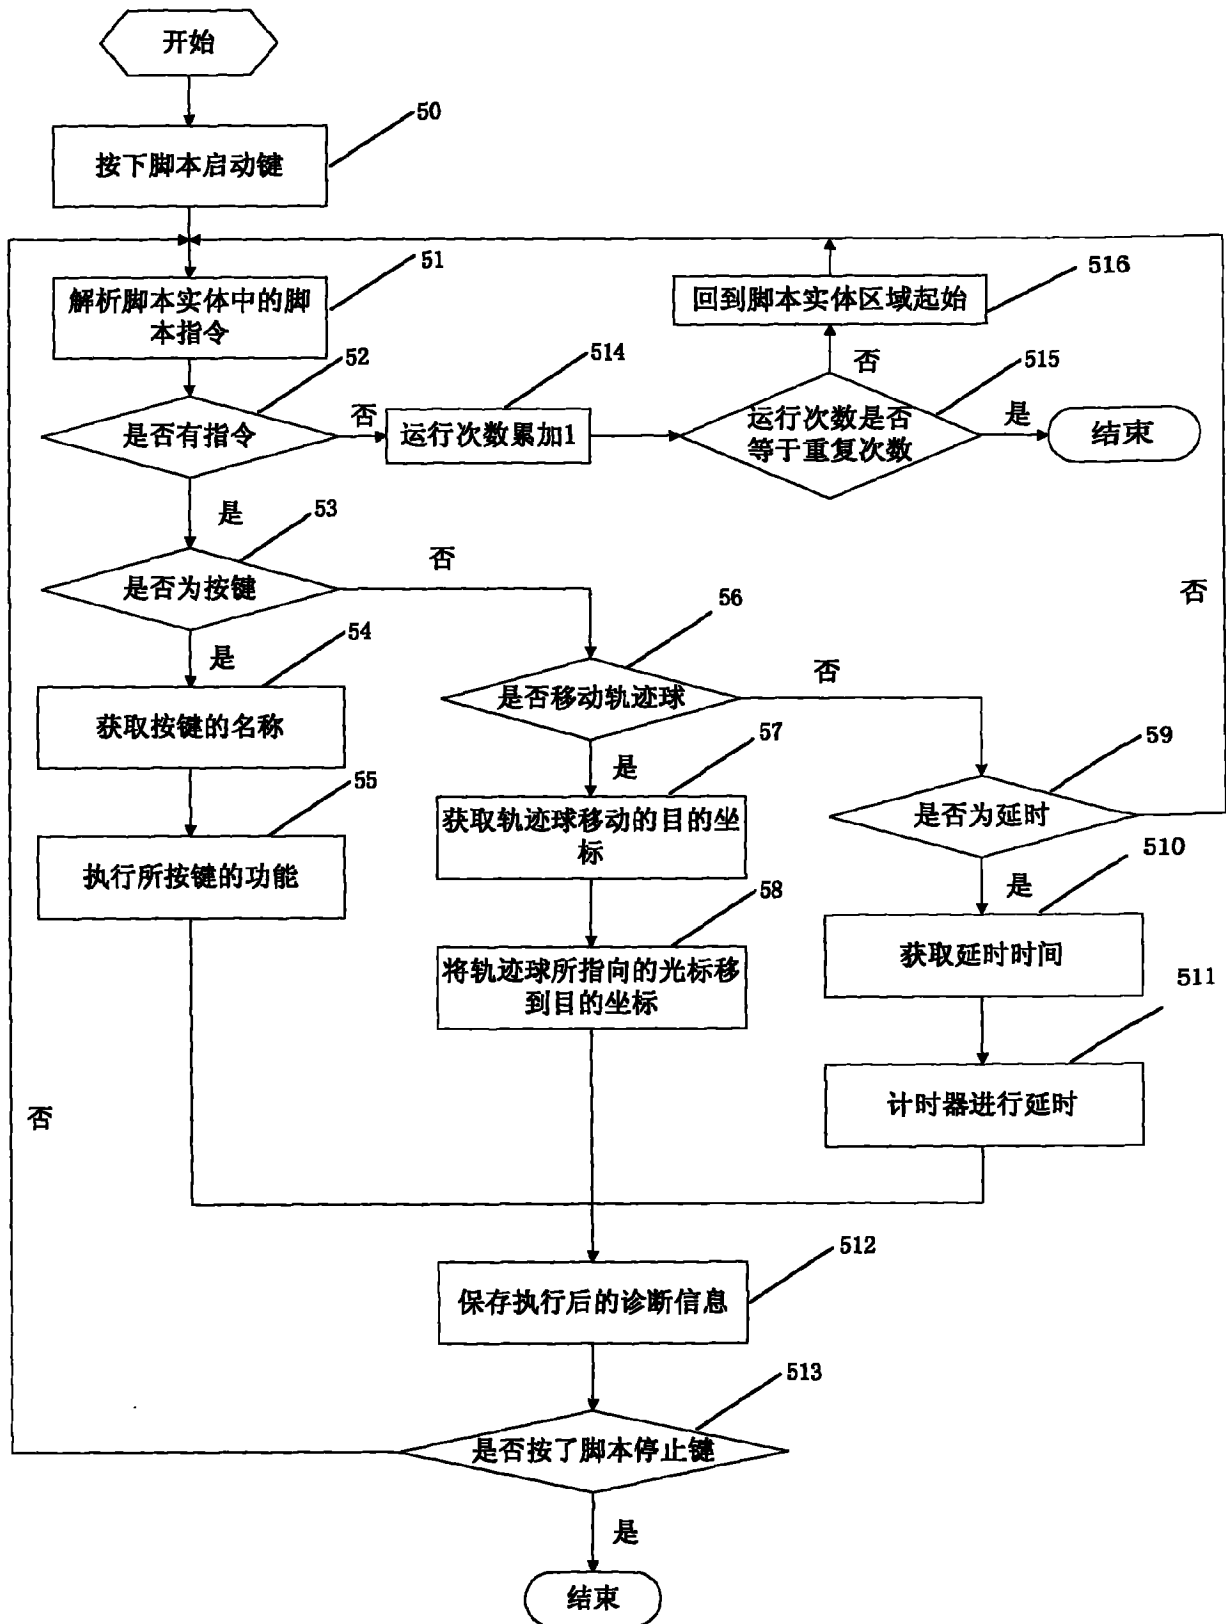 开始
50
按下脚本启动键
51
解析脚本实体中的脚
本指令
516
回到脚本实体区域起始
52
514
否
515
是否有指令
否
运行次数累加1
运行次数是否
等于重复次数
是
结束
是
53
否
是否为按键
否
54
56
是
否
是否移动轨迹球
获取按键的名称
57
59
是
55
获取轨迹球移动的目的坐
标
是否为延时
510
执行所按键的功能
58
是
将轨迹球所指向的光标移
到目的坐标
获取延时时间
511
计时器进行延时
否
512
保存执行后的诊断信息
513
是否按了脚本停止键
是
结束